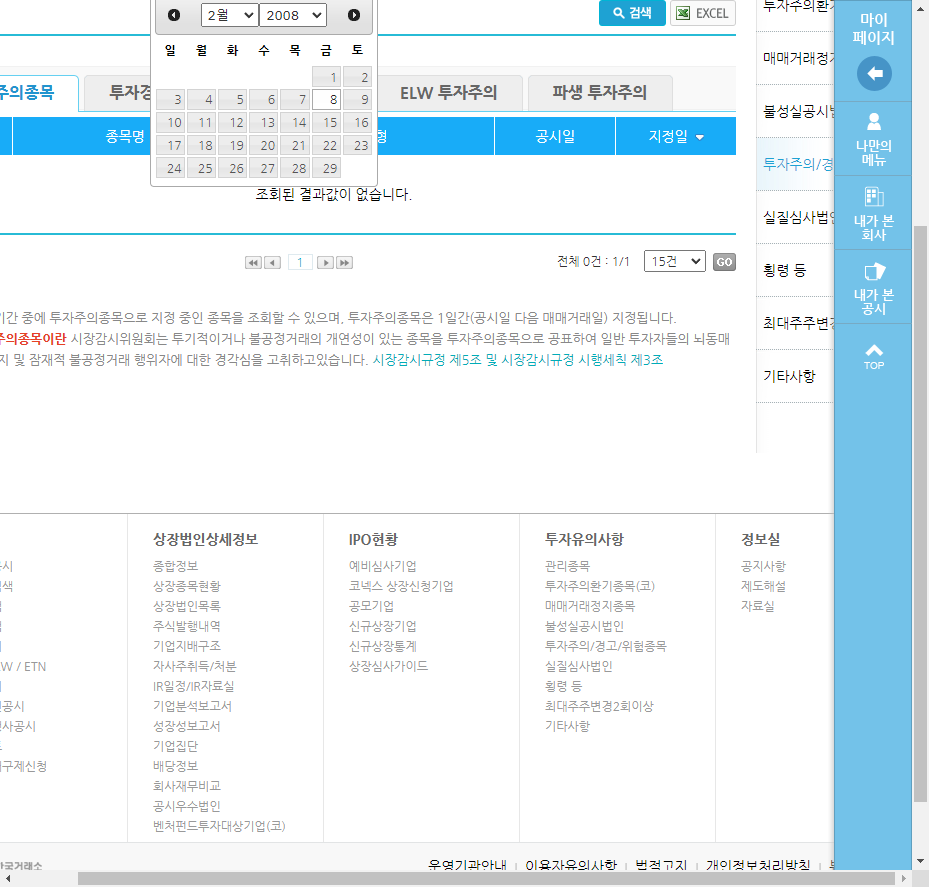 2월 2008
검색 EXCEL
일 월 화 수 목 금 토
1 2
3 4 5 6 7 8 9
10 11 12 13 14 15 16
17 18 19 20 21 22 23
24 25 26 27 28 29
주의종목 투자경 ELW 투자주의 파생 투자주의
종목명 형 공시일 지정일
조회된 결과값이 없습니다.
1
전체 0건 : 1/1 15건 GO
기간 중에 투자주의종목으로 지정 중인 종목을 조회할 수 있으며, 투자주의종목은 1일간(공시일 다음 매매거래일) 지정됩니다.
주의종목이란 시장감시위원회는 투기적이거나 불공정거래의 개연성이 있는 종목을 투자주의종목으로 공표하여 일반 투자자들의 뇌동매
지 및 잠재적 불공정거래 행위자에 대한 경각심을 고취하고있습니다. 시장감시규정 제5조 및 시장감시규정 시행세칙 제3조
투자주의환기
매매거래정지
불성실공시법
투자주의/경
실질심사법인
횡령 등
최대주주변경
기타사항
마이
페이지
나만의
메뉴
내가 본
회사
내가 본
공시
TOP
시
색
W / ETN
공시
사공시
구제신청
상장법인상세정보
종합정보
상장종목현황
상장법인목록
주식발행내역
기업지배구조
자사주취득/처분
IR일정/IR자료실
기업분석보고서
성장성보고서
기업집단
배당정보
회사재무비교
공시우수법인
벤처펀드투자대상기업(코)
IPO현황
예비심사기업
코넥스 상장신청기업
공모기업
신규상장기업
신규상장통계
상장심사가이드
투자유의사항
관리종목
투자주의환기종목(코)
매매거래정지종목
불성실공시법인
투자주의/경고/위험종목
실질심사법인
횡령 등
최대주주변경2회이상
기타사항
정보실
공지사항
제도해설
자료실
한국거래소
운영기관안내 이용자유의사항 법적고지 개인정보처리방침